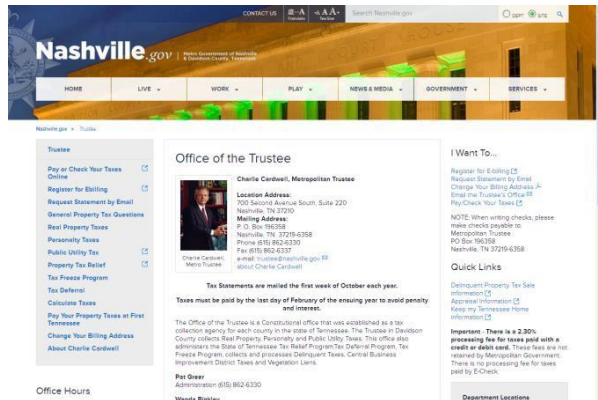 CONTACT US
Translate
A A A+
Text Size
Search Nashville.gov
DEPT
SITE
Nashville.gov
Metro Government of Nashville
& Davidson County, Tennessee
HOME
LIVE
WORK
PLAY
NEWS & MEDIA
GOVERNMENT
SERVICES
Nashville.gov > Trustee
Trustee
Pay or Check Your Taxes
Online
Register for Ebilling
Request Statement by Email
General Property Tax Questions
Real Property Taxes
Personalty Taxes
Public Utility Tax
Property Tax Relief
Tax Freeze Program
Tax Deferral
Calculate Taxes
Pay Your Property Taxes at First
Tennessee
Change Your Billing Address
About Charlie Cardwell
Office Hours
Office of the Trustee
Charlie Cardwell,
Metro Trustee
Charlie Cardwell, Metropolitan Trustee
Location Address:
700 Second Avenue South, Suite 220
Nashville, TN 37210
Mailing Address:
P. O. Box 196358
Nashville, TN 37219-6358
Phone (615) 862-6330
Fax (615) 862-6337
e-mail: trustee@nashville.gov
about Charlie Cardwell
Tax Statements are mailed the first week of October each year.
Taxes must be paid by the last day of February of the ensuing year to avoid penalty
and interest.
The Office of the Trustee is a Constitutional office that was established as a tax
collection agency for each county in the state of Tennessee. The Trustee in Davidson
County collects Real Property, Personalty and Public Utility Taxes. This office also
administers the State of Tennessee Tax Relief Program, Tax Deferral Program, Tax
Freeze Program, collects and processes Delinquent Taxes, Central Business
Improvement District Taxes and Vegetation Liens.
Pat Greer
Administration (615) 862-6330
I Want To...
Register for E-billing
Request Statement by Email
Change Your Billing Address
Email the Trustee's Office
Pay/Check Your Taxes
NOTE: When writing checks, please
make checks payable to:
Metropolitan Trustee
PO Box 196358
Nashville, TN 37219-6358
Quick Links
Delinquent Property Tax Sale
Information
Appraisal Information
Keep my Tennessee Home
Information
Important - There is a 2.30%
processing fee for taxes paid with a
credit or debit card. These fees are not
retained by Metropolitan Government.
There is no processing fee for taxes
paid by E-Check.
Department Locations